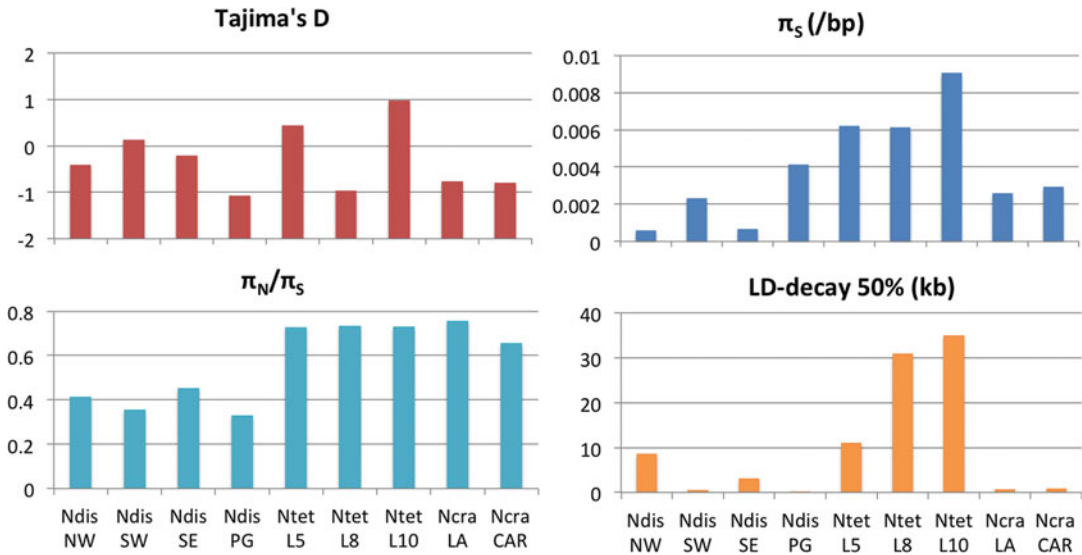 Tajima's D
2
1
0
-1
-2
π_S (/bp)
0.01
0.008
0.006
0.004
0.002
0
π_N/π_S
0.8
0.6
0.4
0.2
0
Ndis Ndis Ndis Ndis Ntet Ntet Ntet Ncra Ncra
NW SW SE PG L5 L8 L10 LA CAR
LD-decay 50% (kb)
40
30
20
10
0
Ndis Ndis Ndis Ndis Ntet Ntet Ntet Ncra Ncra
NW SW SE PG L5 L8 L10 LA CAR